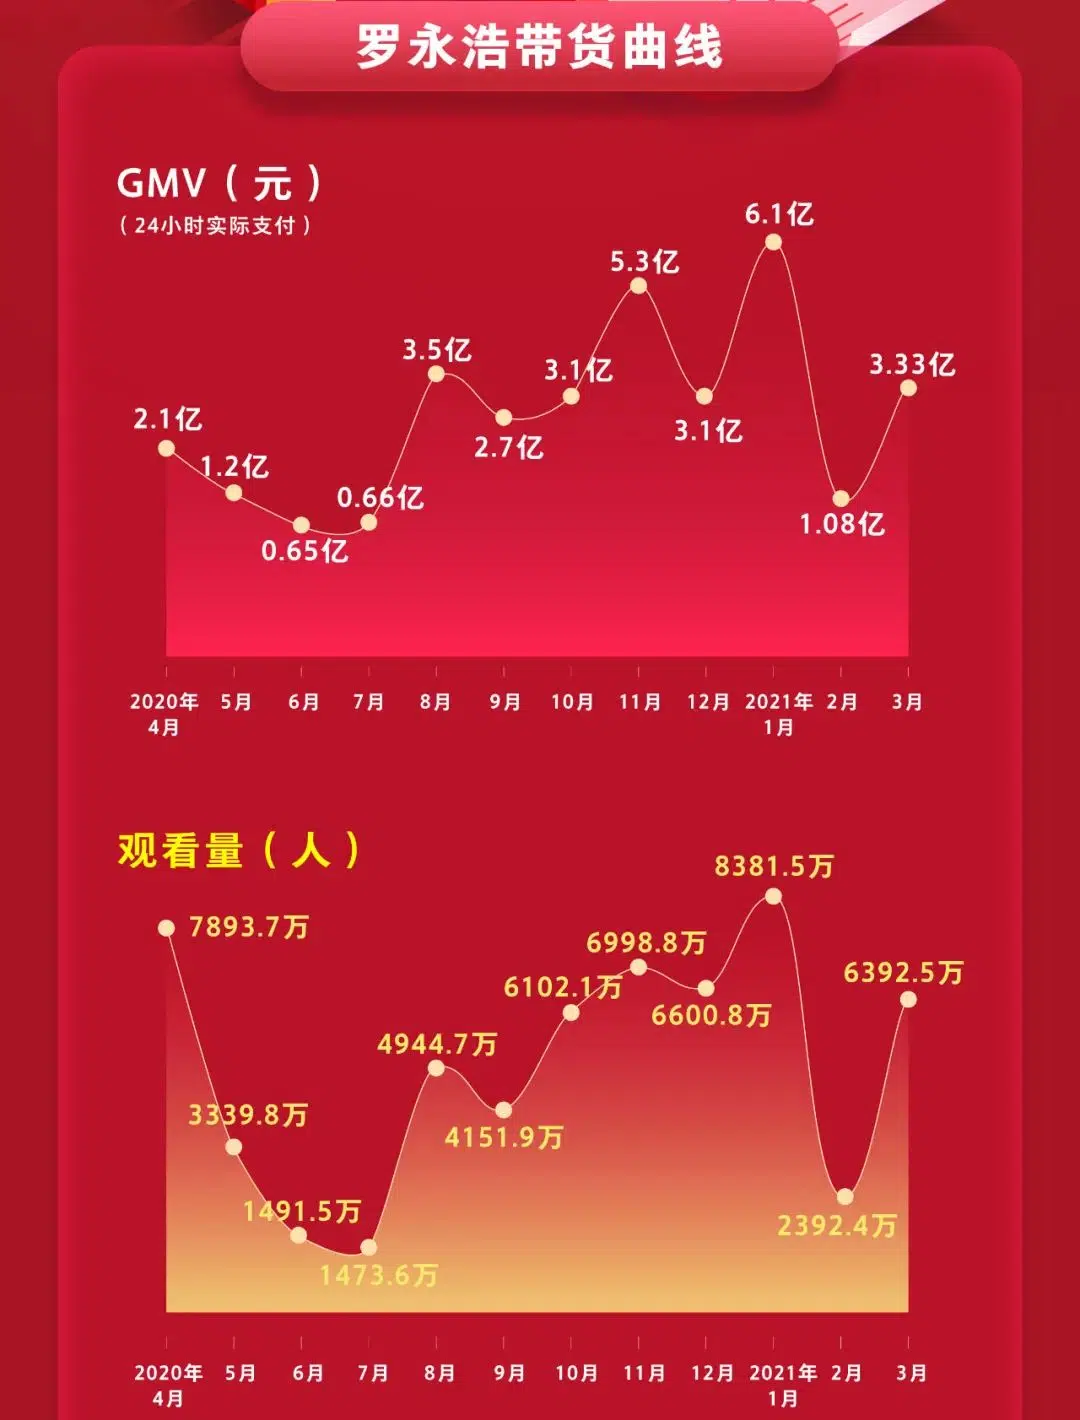 罗永浩带货曲线
GMV（元）
（24小时实际支付）
2.1亿
1.2亿
0.65亿
0.66亿
3.5亿
2.7亿
3.1亿
5.3亿
3.1亿
6.1亿
1.08亿
3.33亿
2020年
4月
5月
6月
7月
8月
9月
10月
11月
12月
2021年
1月
2月
3月
观看量（人）
7893.7万
3339.8万
1491.5万
1473.6万
4944.7万
4151.9万
6102.1万
6998.8万
6600.8万
8381.5万
2392.4万
6392.5万
2020年
4月
5月
6月
7月
8月
9月
10月
11月
12月
2021年
1月
2月
3月